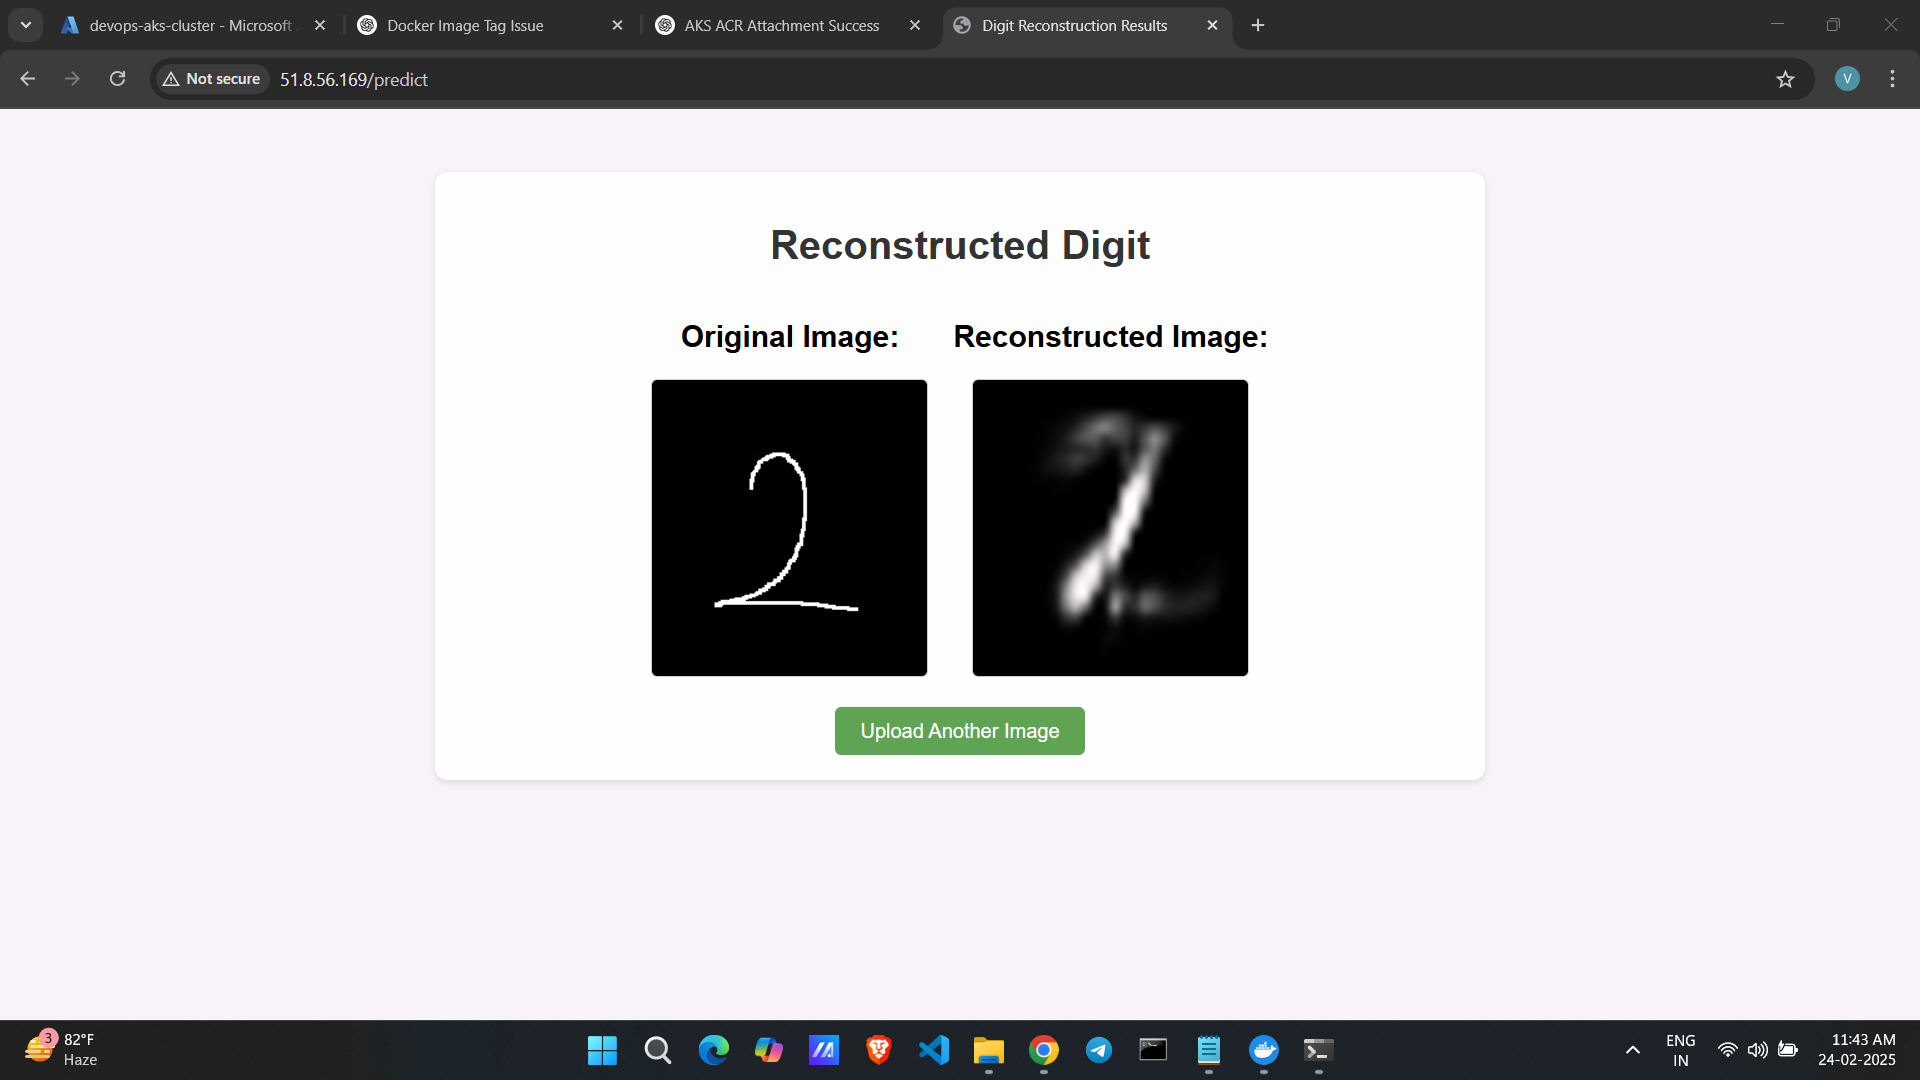 devops-aks-cluster - Microsoft
Docker Image Tag Issue
AKS ACR Attachment Success
Digit Reconstruction Results
Not secure
51.8.56.169/predict
V
Reconstructed Digit
Original Image:
Reconstructed Image:
2
Upload Another Image
3
82°F
Haze
ENG
IN
11:43 AM
24-02-2025